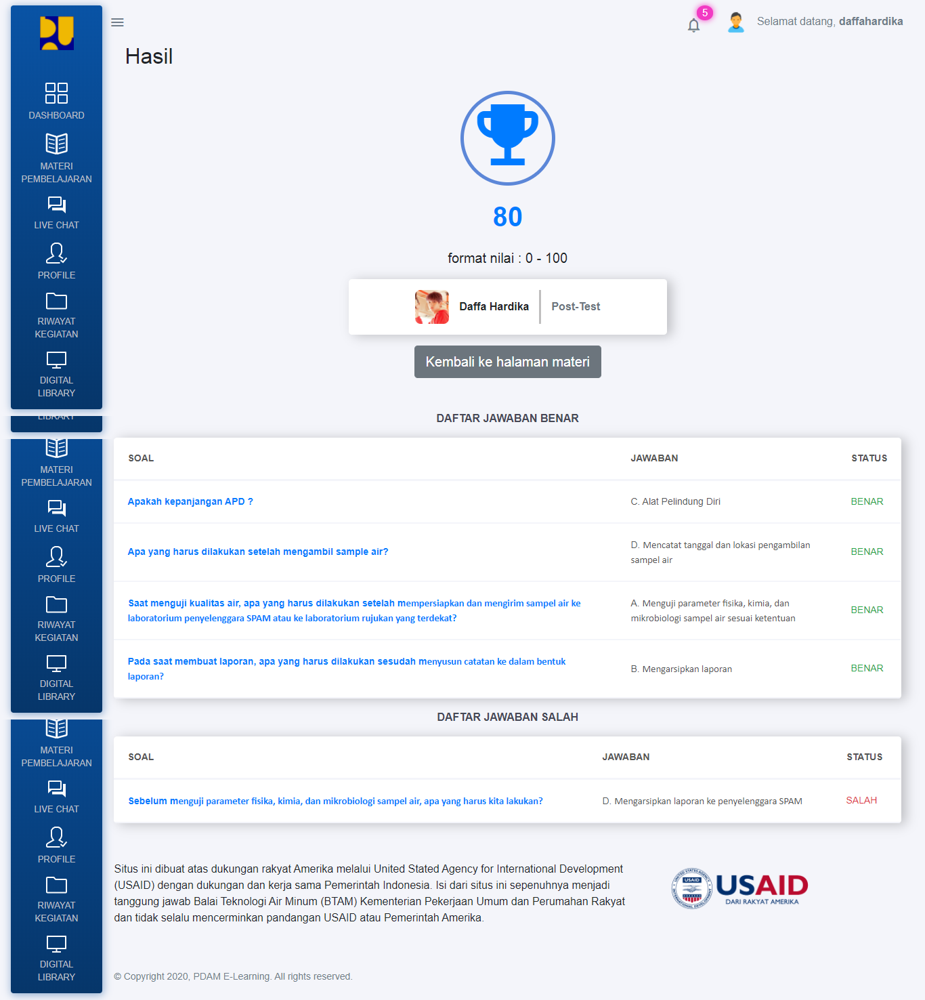 5
Selamat datang, daffahardika
Hasil
DASHBOARD
MATERI
PEMBELAJARAN
LIVE CHAT
PROFILE
RIWAYAT
KEGIATAN
DIGITAL
LIBRARY
80
format nilai : 0 - 100
Daffa Hardika
Post-Test
Kembali ke halaman materi
LIBRARY
DAFTAR JAWABAN BENAR
MATERI
PEMBELAJARAN
LIVE CHAT
PROFILE
RIWAYAT
KEGIATAN
DIGITAL
LIBRARY
SOAL JAWABAN STATUS
Apakah kepanjangan APD ? C. Alat Pelindung Diri BENAR
Apa yang harus dilakukan setelah mengambil sample air? D. Mencatat tanggal dan lokasi pengambilan
sampel air BENAR
Saat menguji kualitas air, apa yang harus dilakukan setelah mempersiapkan dan mengirim sampel air ke
laboratorium penyelenggara SPAM atau ke laboratorium rujukan yang terdekat?
A. Menguji parameter fisika, kimia, dan
mikrobiologi sampel air sesuai ketentuan
BENAR
Pada saat membuat laporan, apa yang harus dilakukan sesudah menyusun catatan ke dalam bentuk
laporan?
B. Mengarsipkan laporan
BENAR
DAFTAR JAWABAN SALAH
MATERI
PEMBELAJARAN
LIVE CHAT
PROFILE
RIWAYAT
KEGIATAN
DIGITAL
LIBRARY
SOAL JAWABAN STATUS
Sebelum menguji parameter fisika, kimia, dan mikrobiologi sampel air, apa yang harus kita lakukan? D. Mengarsipkan laporan ke penyelenggara SPAM SALAH
Situs ini dibuat atas dukungan rakyat Amerika melalui United Stated Agency for International Development
(USAID) dengan dukungan dan kerja sama Pemerintah Indonesia. Isi dari situs ini sepenuhnya menjadi
tanggung jawab Balai Teknologi Air Minum (BTAM) Kementerian Pekerjaan Umum dan Perumahan Rakyat
dan tidak selalu mencerminkan pandangan USAID atau Pemerintah Amerika.
USAID
USAID
DARI RAKYAT AMERIKA
© Copyright 2020, PDAM E-Learning. All rights reserved.